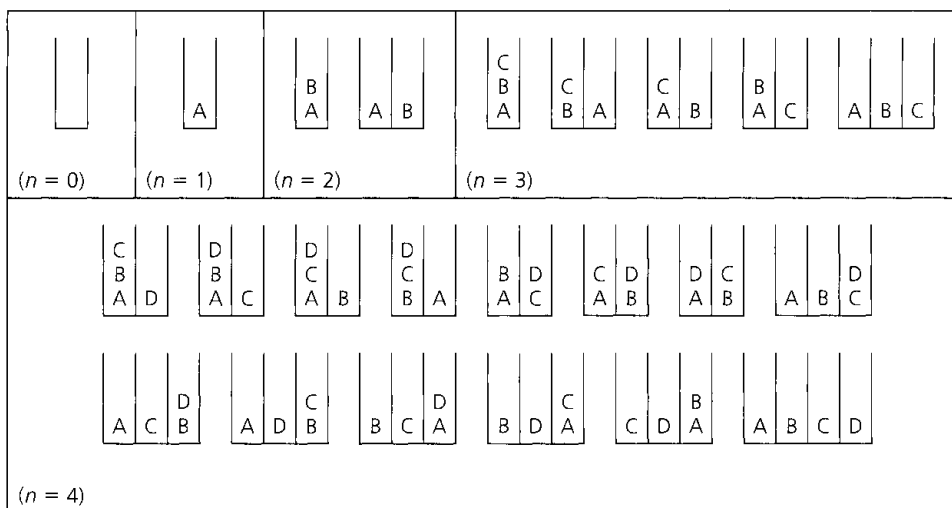 C
B B C C B
A A A B A B A A B A C A B C
(n = 0) (n = 1) (n = 2) (n = 3)
C D D D
B B C C B D C D D C D
A D A C A B B A A C A B A B A B C
D C D C B
A C B A D B B C A B D A C D A A B C D
(n = 4)